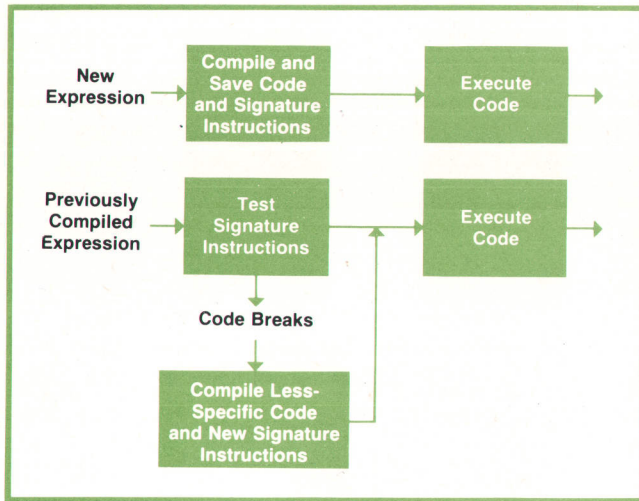 New
Expression
Compile and
Save Code
and Signature
Instructions
Execute
Code
Previously
Compiled
Expression
Test
Signature
Instructions
Execute
Code
Code Breaks
Compile Less-
Specific Code
and New Signature
Instructions